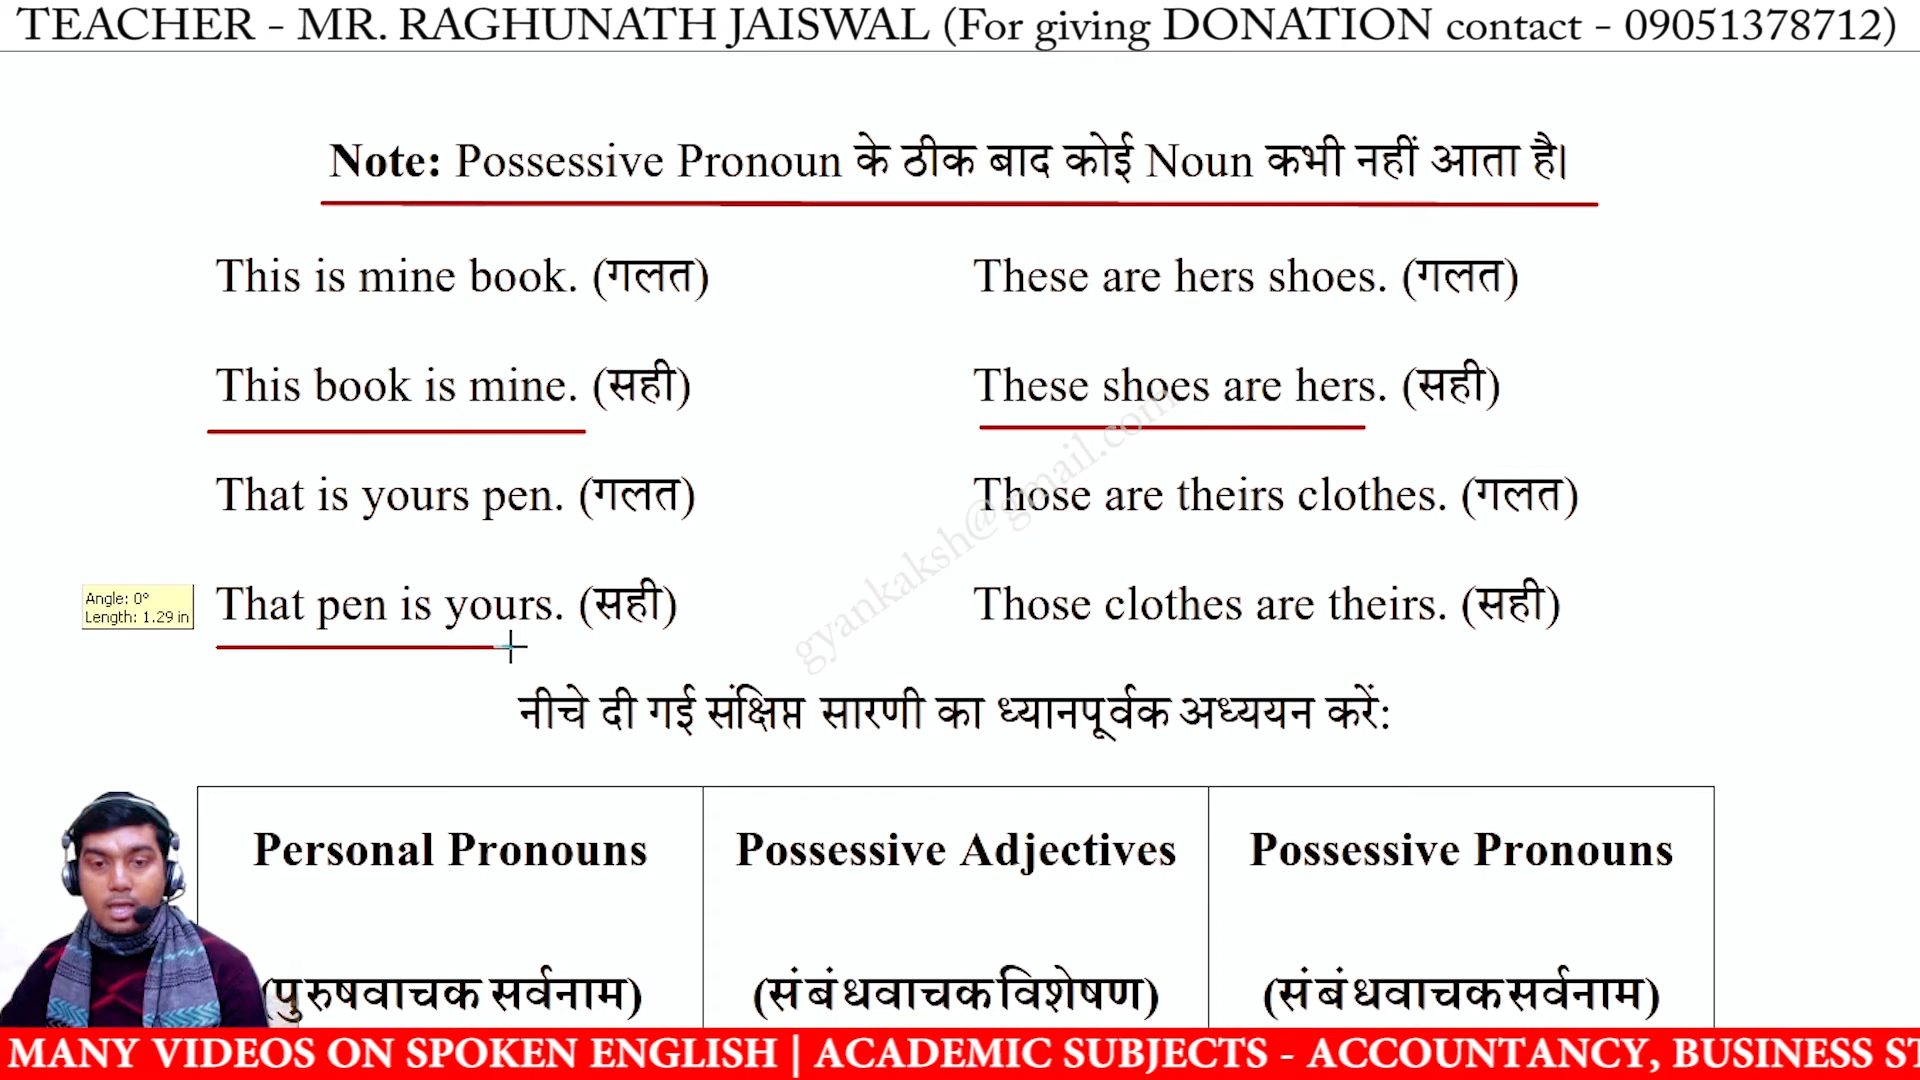 TEACHER - MR. RAGHUNATH JAISWAL (For giving DONATION contact - 09051378712)
Note: Possessive Pronoun के ठीक बाद कोई Noun कभी नहीं आता है।
This is mine book. (गलत)
These are hers shoes. (गलत)
This book is mine. (सही)
These shoes are hers. (सही)
That is yours pen. (गलत)
Those are theirs clothes. (गलत)
Angle: 0°
Length: 1.29 in
That pen is yours. (सही)
Those clothes are theirs. (सही)
gyankaksh@gmail.com
नीचे दी गई संक्षिप्त सारणी का ध्यानपूर्वक अध्ययन करें:
Personal Pronouns
Possessive Adjectives
Possessive Pronouns
(पुरुषवाचक सर्वनाम)
(संबंधवाचक विशेषण)
(संबंधवाचक सर्वनाम)
MANY VIDEOS ON SPOKEN ENGLISH | ACADEMIC SUBJECTS - ACCOUNTANCY, BUSINESS ST